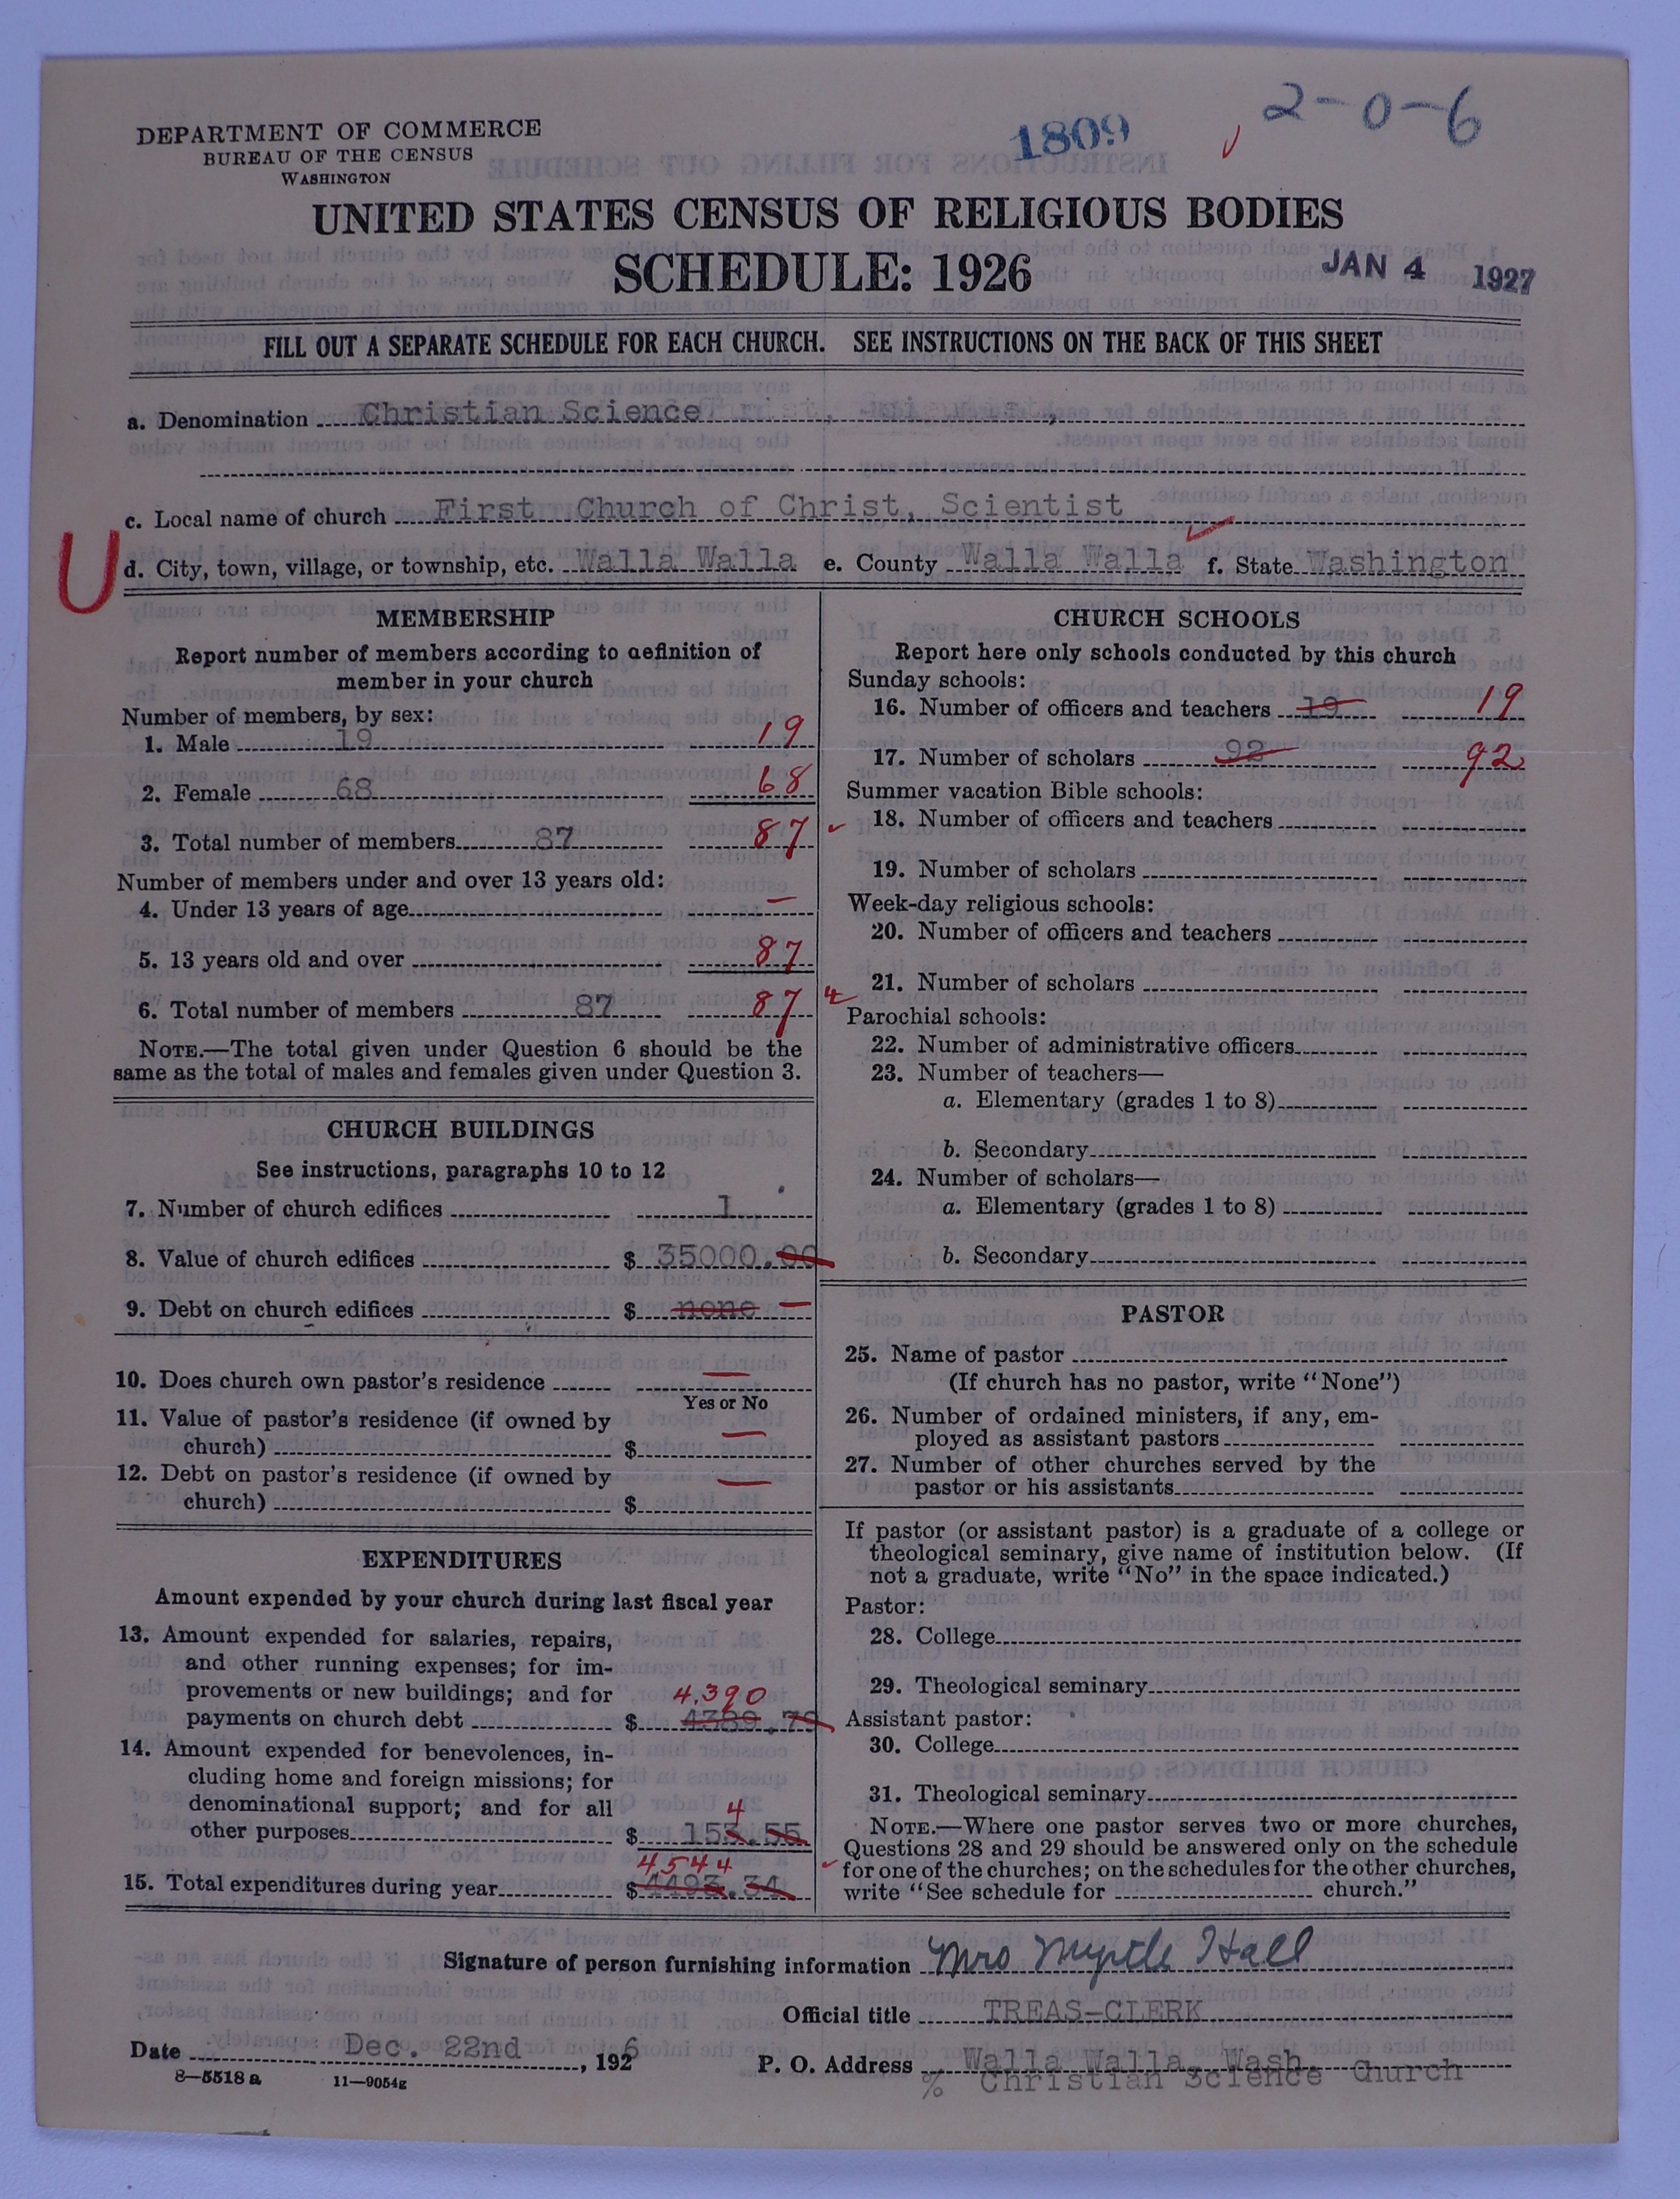 DEPARTMENT OF COMMERCE
BUREAU OF THE CENSUS
WASHINGTON
1809
2-0-6
UNITED STATES CENSUS OF RELIGIOUS BODIES
SCHEDULE: 1926
JAN 4 1927
FILL OUT A SEPARATE SCHEDULE FOR EACH CHURCH. SEE INSTRUCTIONS ON THE BACK OF THIS SHEET
a. Denomination Christian Science
c. Local name of church First Church of Christ, Scientist
U
d. City, town, village, or township, etc. Walla Walla e. County Walla Walla f. State Washington
MEMBERSHIP
Report number of members according to definition of
member in your church
Number of members, by sex:
1. Male 19 19
2. Female 68 68
3. Total number of members 87 87
Number of members under and over 13 years old:
4. Under 13 years of age —
5. 13 years old and over 87
6. Total number of members 87 87
NOTE.—The total given under Question 6 should be the
same as the total of males and females given under Question 3.
CHURCH BUILDINGS
See instructions, paragraphs 10 to 12
7. Number of church edifices 1
8. Value of church edifices $ 35000.00
9. Debt on church edifices $ none —
10. Does church own pastor's residence —
Yes or No
11. Value of pastor's residence (if owned by
church) $ —
12. Debt on pastor's residence (if owned by
church) $ —
EXPENDITURES
Amount expended by your church during last fiscal year
13. Amount expended for salaries, repairs,
and other running expenses; for im-
provements or new buildings; and for 4,390
payments on church debt $ 4389.79
14. Amount expended for benevolences, in-
cluding home and foreign missions; for
denominational support; and for all 4
other purposes $ 153.55
4544
15. Total expenditures during year $ 4493.34
CHURCH SCHOOLS
Report here only schools conducted by this church
Sunday schools:
16. Number of officers and teachers 19 19
17. Number of scholars 92 92
Summer vacation Bible schools:
18. Number of officers and teachers
19. Number of scholars
Week-day religious schools:
20. Number of officers and teachers
21. Number of scholars
Parochial schools:
22. Number of administrative officers
23. Number of teachers—
a. Elementary (grades 1 to 8)
b. Secondary
24. Number of scholars—
a. Elementary (grades 1 to 8)
b. Secondary
PASTOR
25. Name of pastor
(If church has no pastor, write "None")
26. Number of ordained ministers, if any, em-
ployed as assistant pastors
27. Number of other churches served by the
pastor or his assistants
If pastor (or assistant pastor) is a graduate of a college or
theological seminary, give name of institution below. (If
not a graduate, write "No" in the space indicated.)
Pastor:
28. College
29. Theological seminary
Assistant pastor:
30. College
31. Theological seminary
NOTE.—Where one pastor serves two or more churches,
Questions 28 and 29 should be answered only on the schedule
for one of the churches; on the schedules for the other churches,
write "See schedule for church."
Signature of person furnishing information Mrs Myrtle Hall
Official title TREAS-CLERK
Date Dec. 22nd, 1926
P. O. Address Walla Walla, Wash.
% Christian Science Church
8—5518a 11—9054g